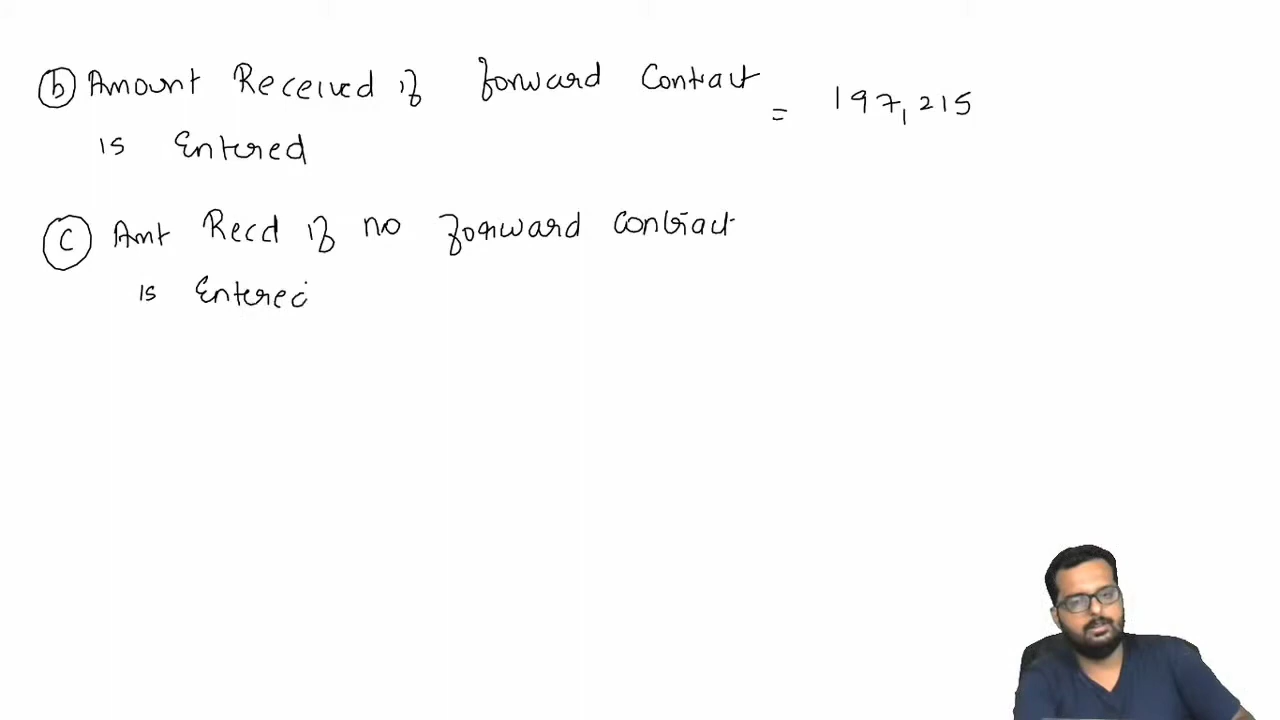 (b) Amount Received if forward Contract
is Entered = 197,215
(c) Amt Recd if no forward contract
is Entered